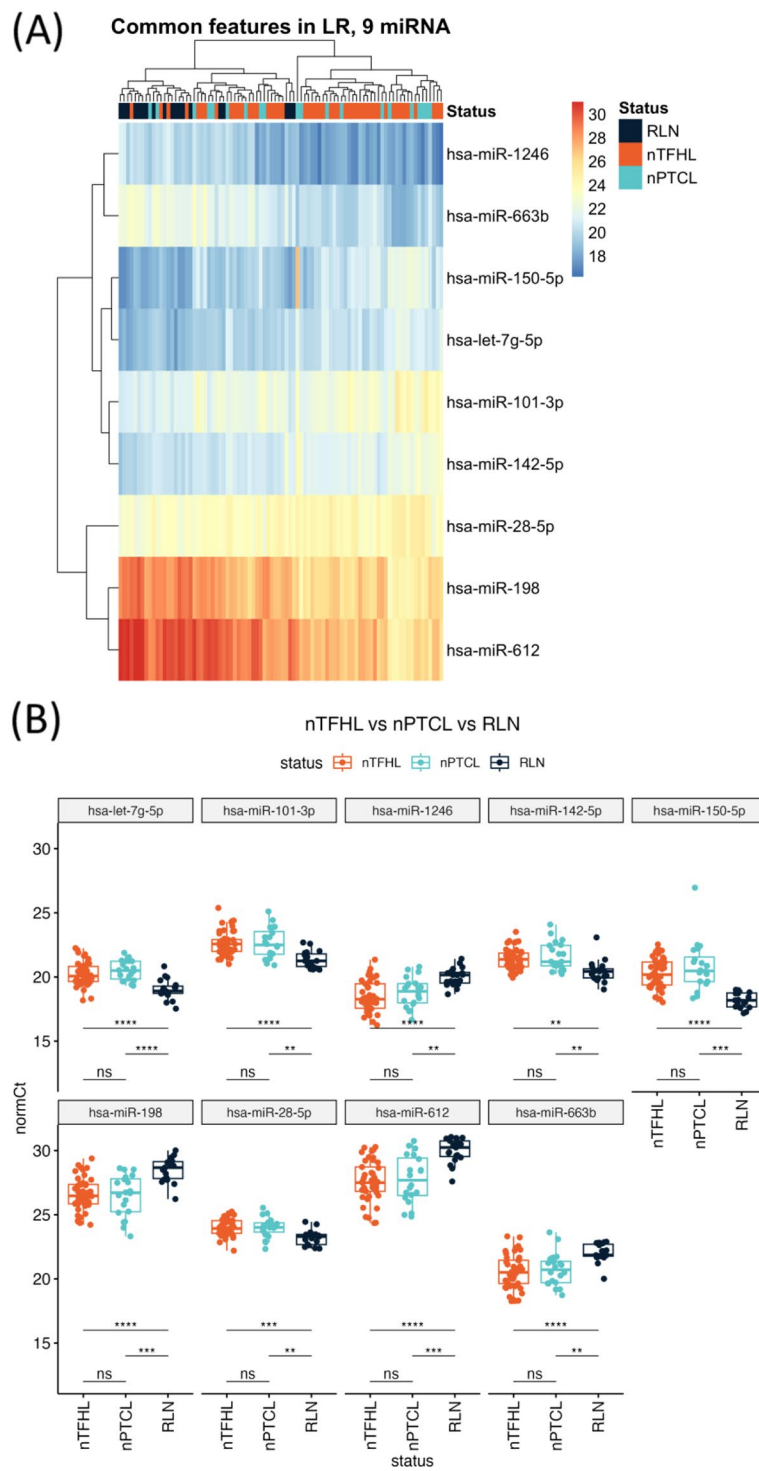 (A)
Common features in LR, 9 miRNA
Status
hsa-miR-1246
hsa-miR-663b
hsa-miR-150-5p
hsa-let-7g-5p
hsa-miR-101-3p
hsa-miR-142-5p
hsa-miR-28-5p
hsa-miR-198
hsa-miR-612
30
28
26
24
22
20
18
Status
RLN
nTFHL
nPTCL
(B)
nTFHL vs nPTCL vs RLN
status nTFHL nPTCL RLN
hsa-let-7g-5p hsa-miR-101-3p hsa-miR-1246 hsa-miR-142-5p hsa-miR-150-5p
30
25
20
15
**** **** **** ** ****
**** ** ** ** ***
ns ns ns ns ns
nTFHL nPTCL RLN
normCt
hsa-miR-198 hsa-miR-28-5p hsa-miR-612 hsa-miR-663b
30
25
20
15
**** *** **** ****
*** ** *** **
ns ns ns ns
nTFHL nPTCL RLN nTFHL nPTCL RLN nTFHL nPTCL RLN nTFHL nPTCL RLN
status